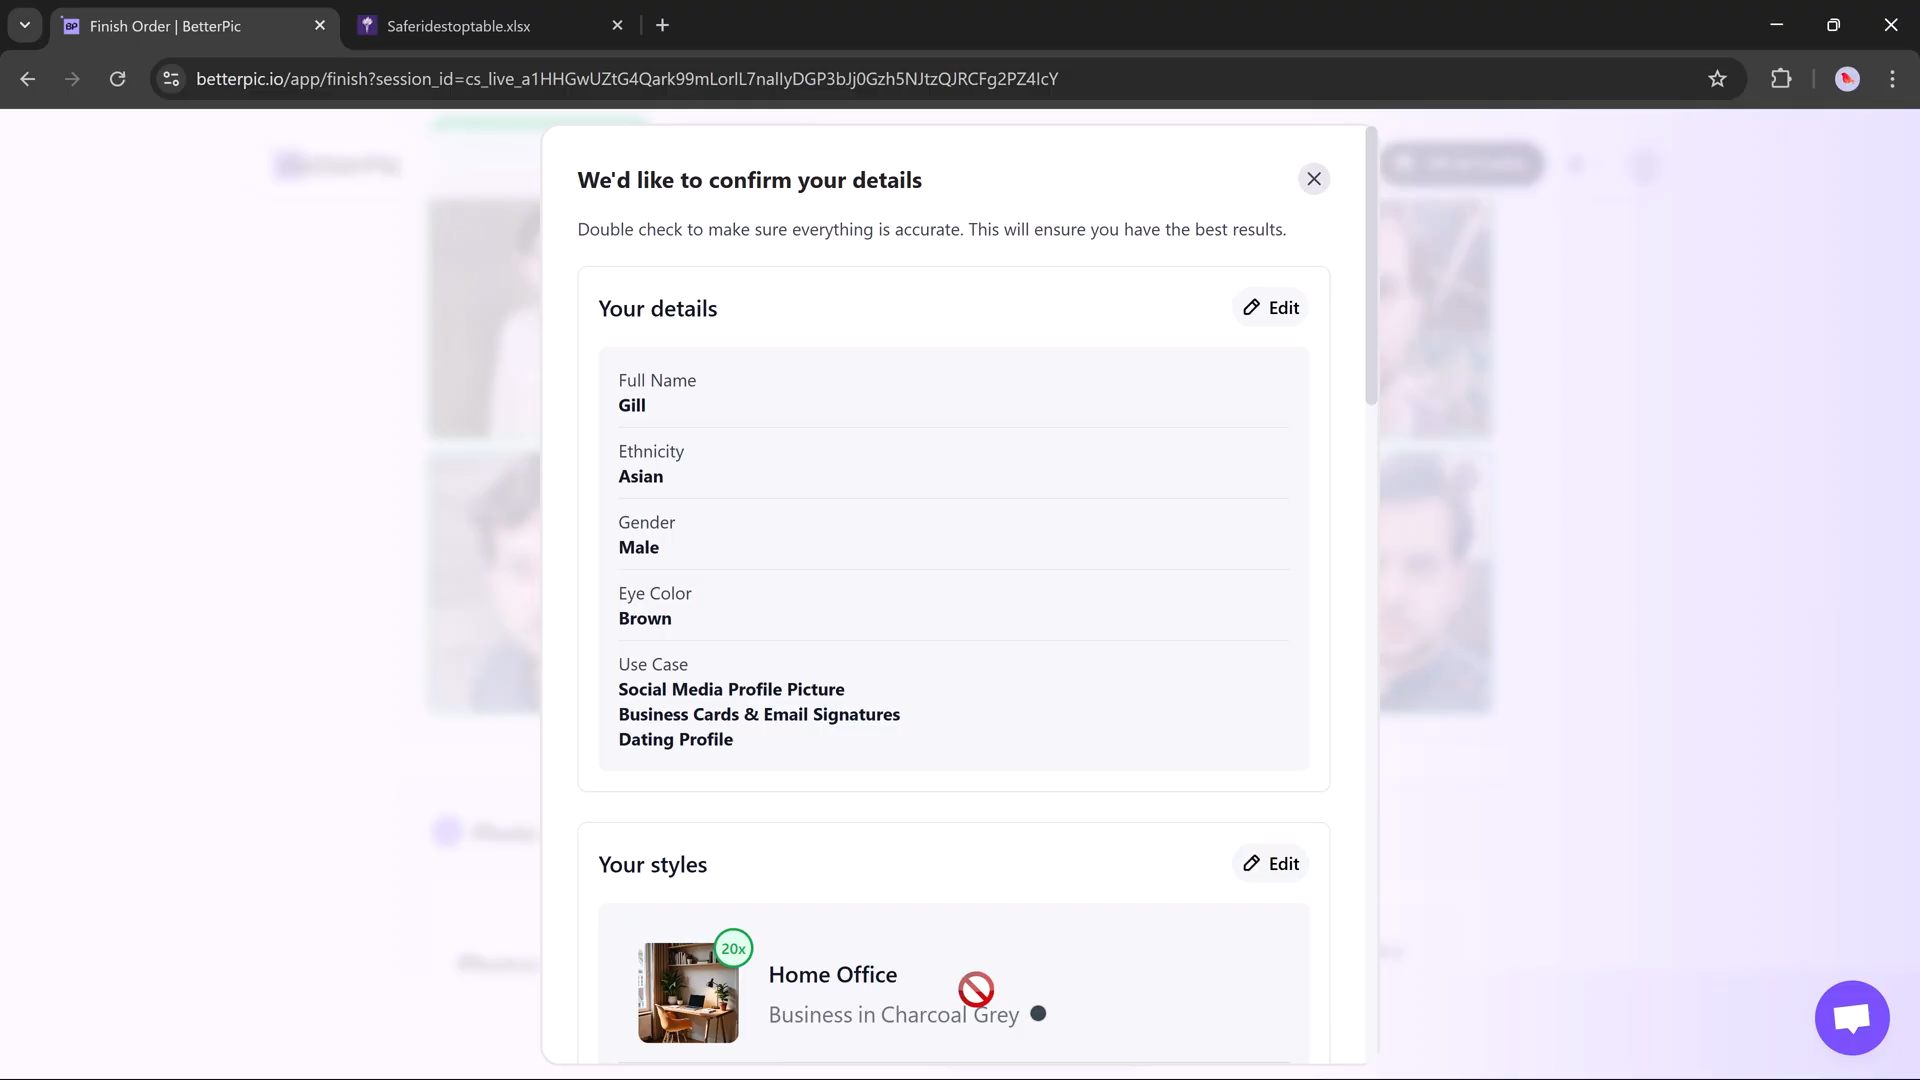 Finish Order | BetterPic
Saferidestoptable.xlsx
betterpic.io/app/finish?session_id=cs_live_a1HHGwUZtG4Qark99mLorIL7nalIyDGP3bJj0Gzh5NJtzQJRCFg2PZ4IcY
We'd like to confirm your details
Double check to make sure everything is accurate. This will ensure you have the best results.
Your details
Edit
Full Name
Gill
Ethnicity
Asian
Gender
Male
Eye Color
Brown
Use Case
Social Media Profile Picture
Business Cards & Email Signatures
Dating Profile
Your styles
Edit
20x
Home Office
Business in Charcoal Grey